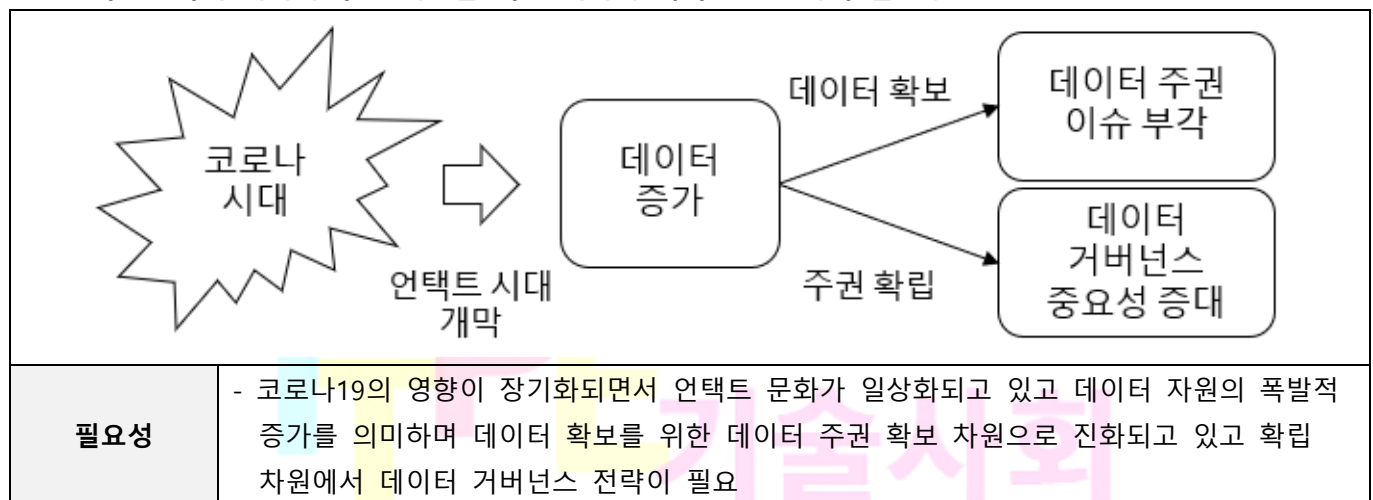 코로나
시대
언택트 시대
개막
데이터
증가
데이터 확보
주권 확립
데이터 주권
이슈 부각
데이터
거버넌스
중요성 증대
필요성
- 코로나19의 영향이 장기화되면서 언택트 문화가 일상화되고 있고 데이터 자원의 폭발적
증가를 의미하며 데이터 확보를 위한 데이터 주권 확보 차원으로 진화되고 있고 확립
차원에서 데이터 거버넌스 전략이 필요
기술사회